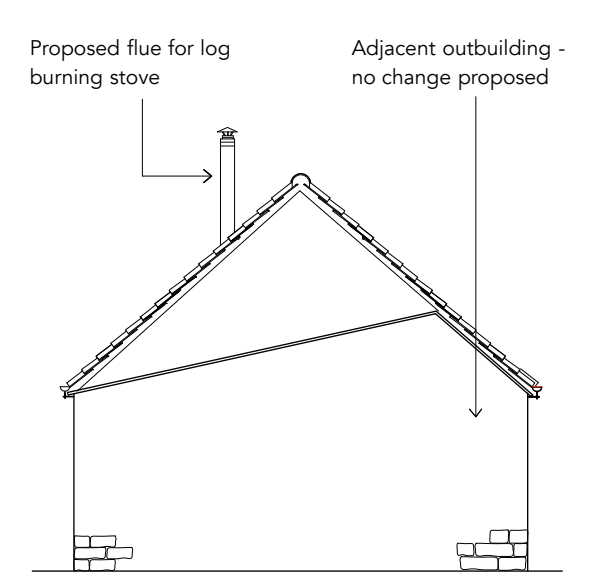 Proposed flue for log
burning stove
Adjacent outbuilding -
no change proposed